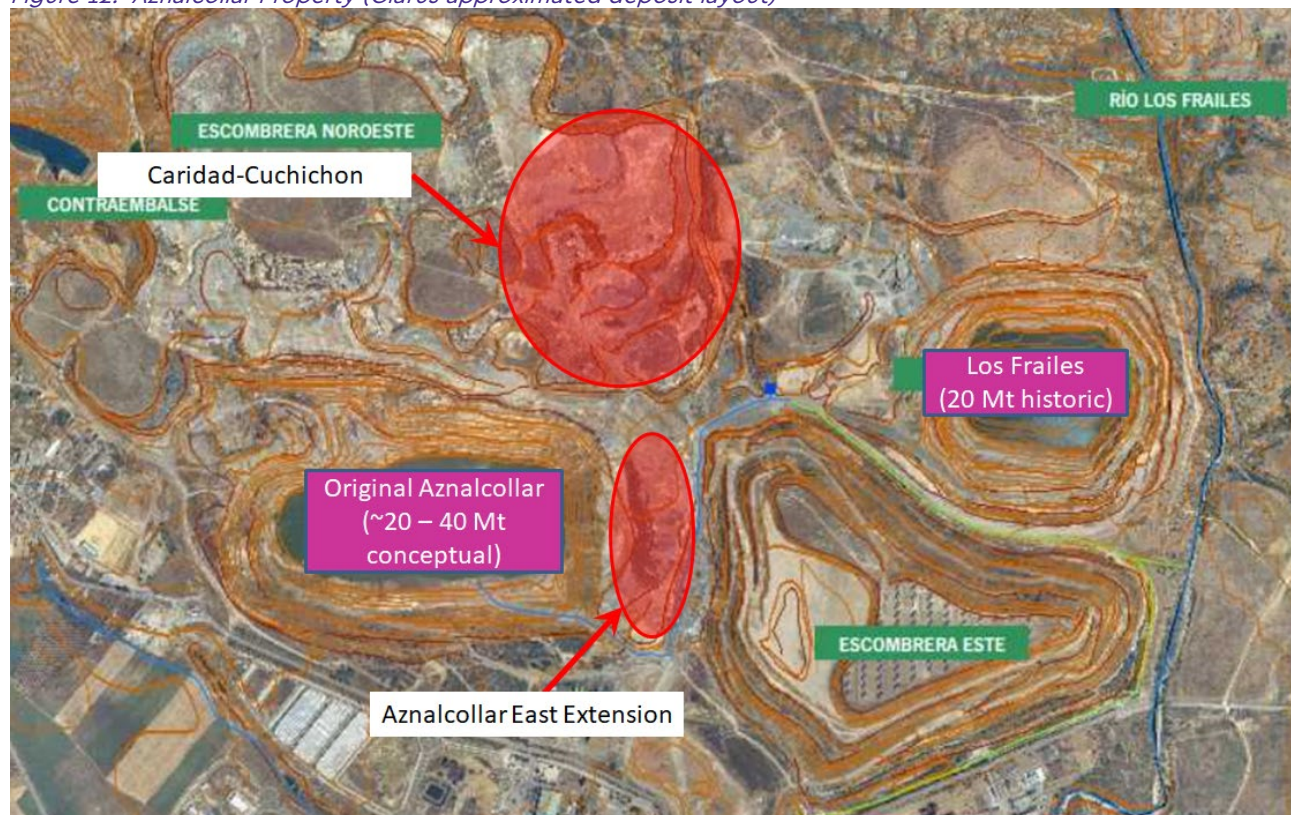 Figure 12: Aznalcollar Property (Clarus approximated deposit layout)
RÍO LOS FRAILES
ESCOMBRERA NOROESTE
Caridad-Cuchichon
CONTRAEMBALSE
Los Frailes
(20 Mt historic)
Original Aznalcollar
(~20 – 40 Mt
conceptual)
ESCOMBRERA ESTE
Aznalcollar East Extension